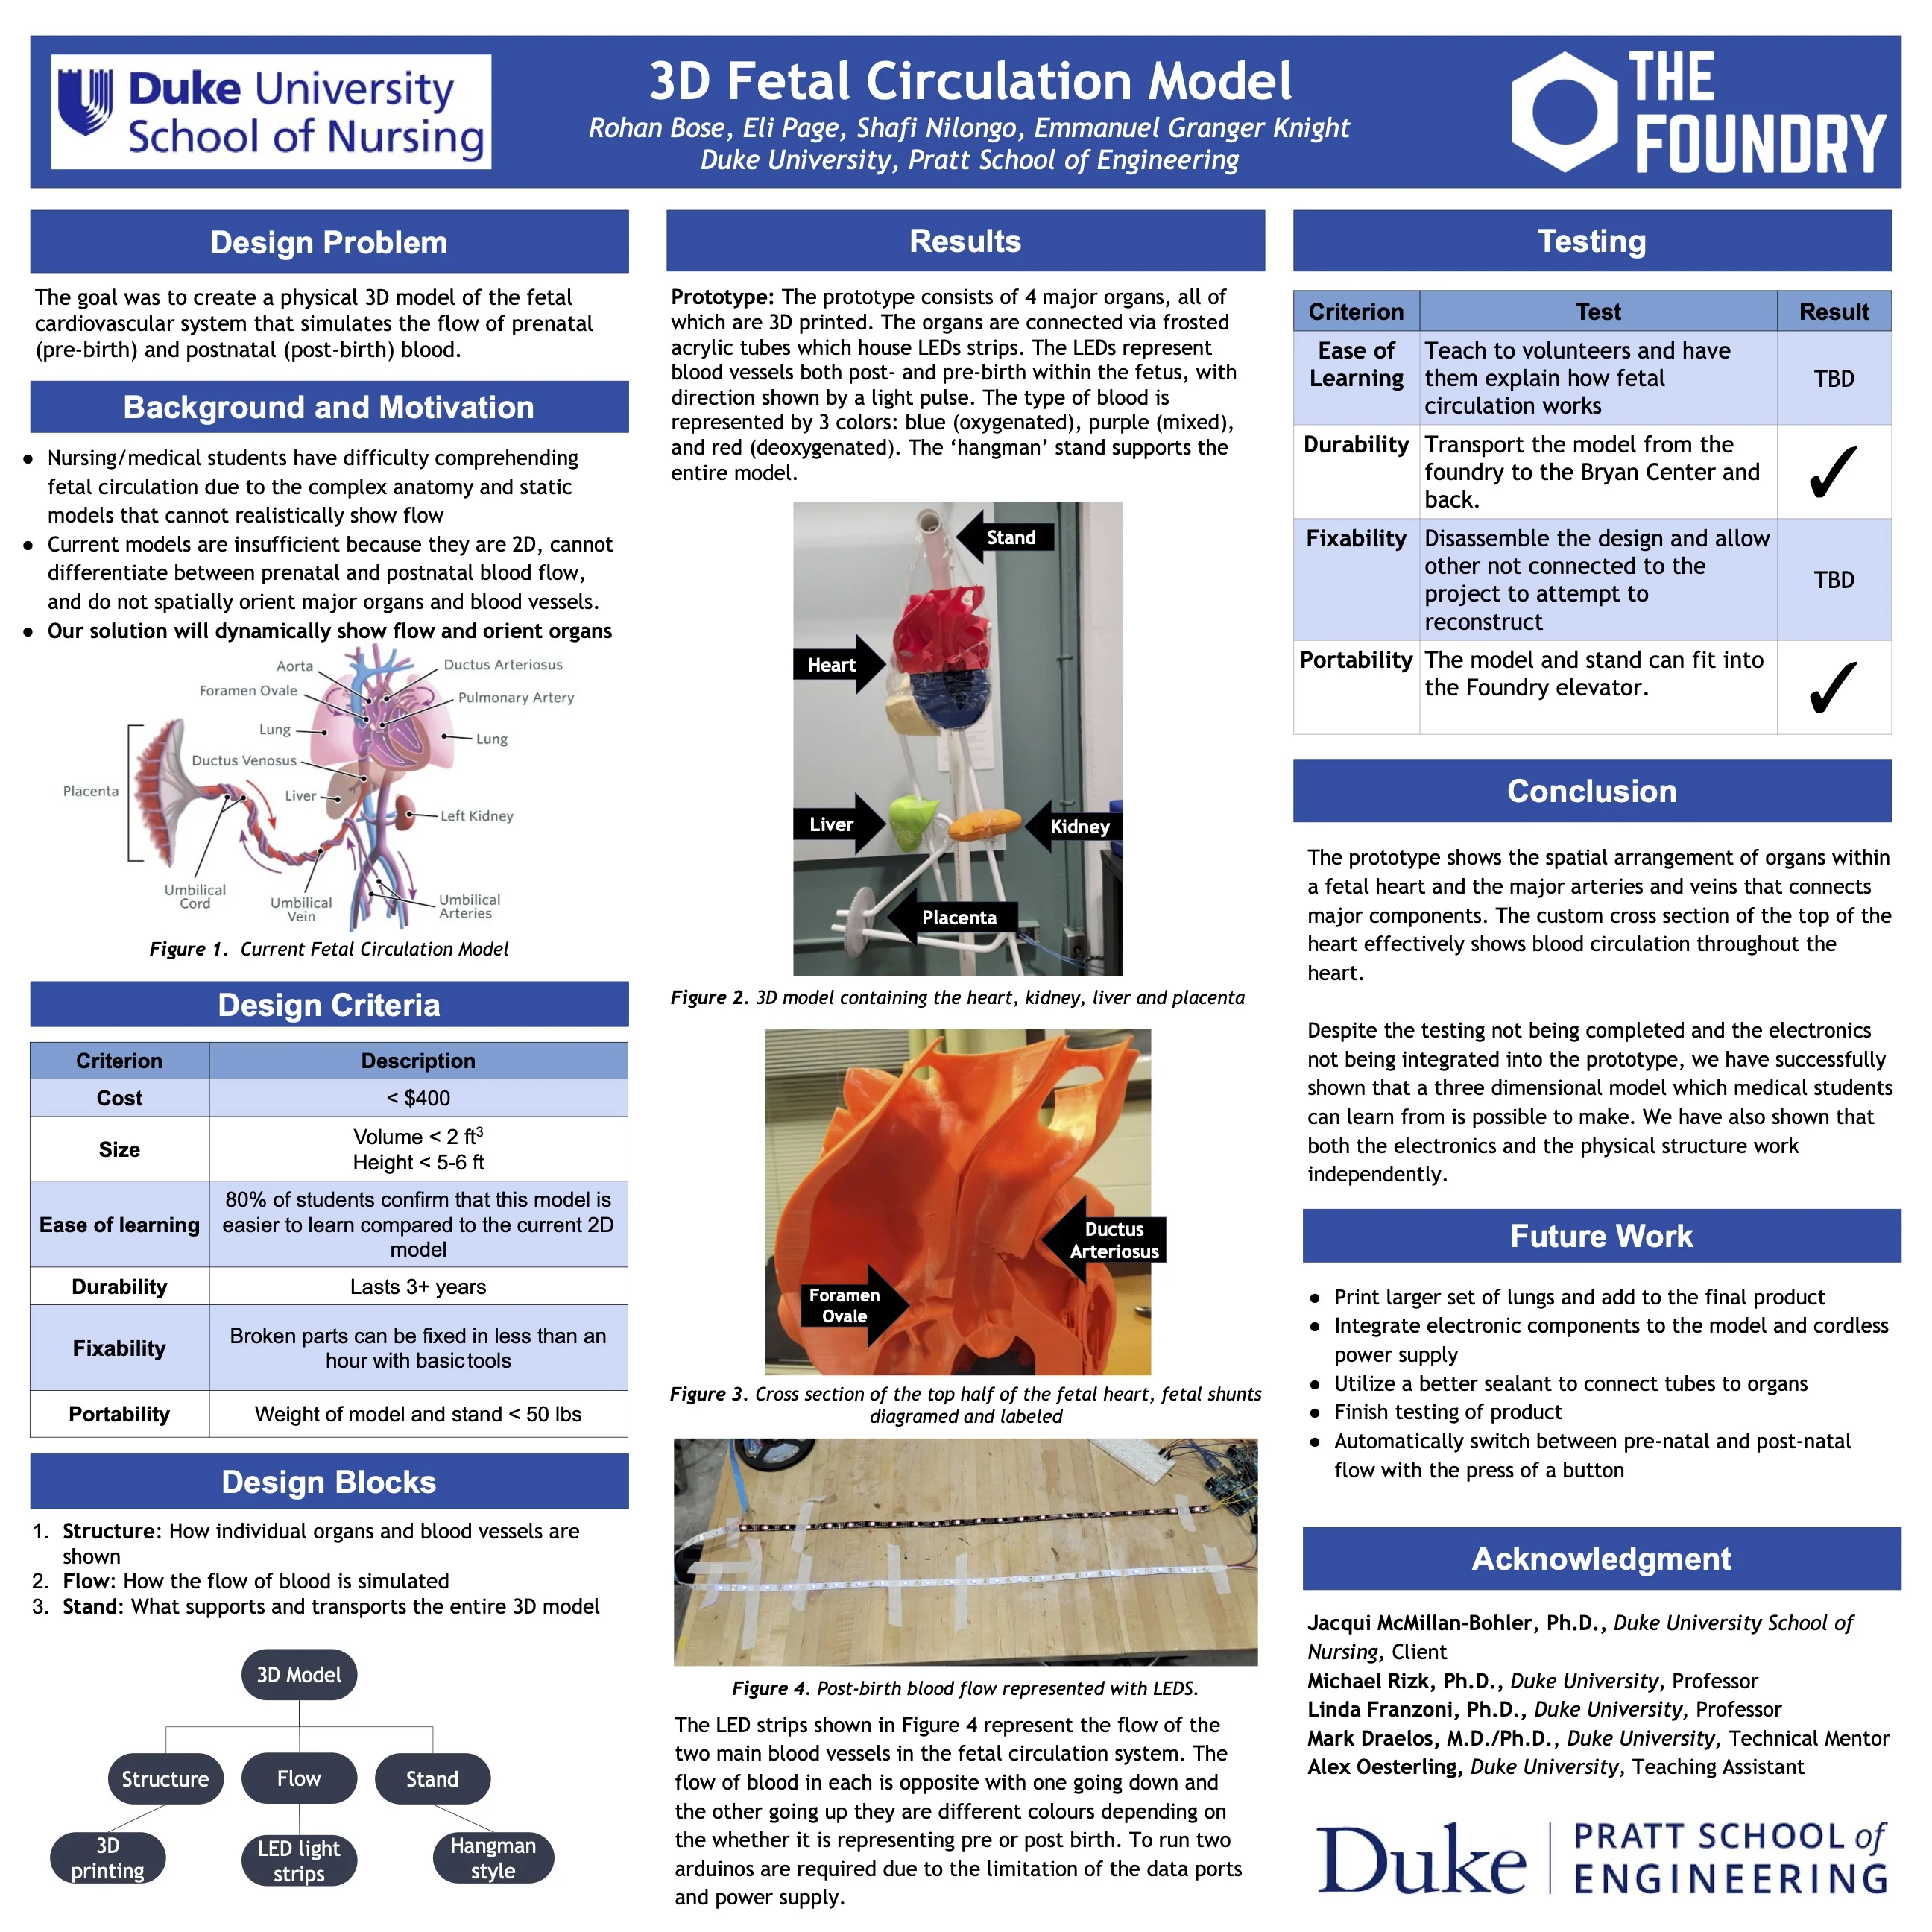 Duke University
School of Nursing
3D Fetal Circulation Model
Rohan Bose, Eli Page, Shafi Nilongo, Emmanuel Granger Knight
Duke University, Pratt School of Engineering
THE
FOUNDRY
Design Problem
The goal was to create a physical 3D model of the fetal
cardiovascular system that simulates the flow of prenatal
(pre-birth) and postnatal (post-birth) blood.
Background and Motivation
● Nursing/medical students have difficulty comprehending
fetal circulation due to the complex anatomy and static
models that cannot realistically show flow
● Current models are insufficient because they are 2D, cannot
differentiate between prenatal and postnatal blood flow,
and do not spatially orient major organs and blood vessels.
● Our solution will dynamically show flow and orient organs
Aorta
Ductus Arteriosus
Foramen Ovale
Pulmonary Artery
Lung
Lung
Ductus Venosus
Placenta
Liver
Left Kidney
Umbilical
Cord
Umbilical
Vein
Umbilical
Arteries
Figure 1. Current Fetal Circulation Model
Design Criteria
Criterion Description
Cost < $400
Size Volume < 2 ft³
Height < 5-6 ft
Ease of learning 80% of students confirm that this model is
easier to learn compared to the current 2D
model
Durability Lasts 3+ years
Fixability Broken parts can be fixed in less than an
hour with basic tools
Portability Weight of model and stand < 50 lbs
Design Blocks
1. Structure: How individual organs and blood vessels are
shown
2. Flow: How the flow of blood is simulated
3. Stand: What supports and transports the entire 3D model
3D Model
Structure Flow Stand
3D
printing
LED light
strips
Hangman
style
Results
Prototype: The prototype consists of 4 major organs, all of
which are 3D printed. The organs are connected via frosted
acrylic tubes which house LEDs strips. The LEDs represent
blood vessels both post- and pre-birth within the fetus, with
direction shown by a light pulse. The type of blood is
represented by 3 colors: blue (oxygenated), purple (mixed),
and red (deoxygenated). The ‘hangman’ stand supports the
entire model.
Stand
Heart
Liver
Kidney
Placenta
Figure 2. 3D model containing the heart, kidney, liver and placenta
Ductus
Arteriosus
Foramen
Ovale
Figure 3. Cross section of the top half of the fetal heart, fetal shunts
diagramed and labeled
Figure 4. Post-birth blood flow represented with LEDS.
The LED strips shown in Figure 4 represent the flow of the
two main blood vessels in the fetal circulation system. The
flow of blood in each is opposite with one going down and
the other going up they are different colours depending on
the whether it is representing pre or post birth. To run two
arduinos are required due to the limitation of the data ports
and power supply.
Testing
Criterion Test Result
Ease of
Learning
Teach to volunteers and have
them explain how fetal
circulation works
TBD
Durability Transport the model from the
foundry to the Bryan Center and
back.
✓
Fixability Disassemble the design and allow
other not connected to the
project to attempt to
reconstruct
TBD
Portability The model and stand can fit into
the Foundry elevator.
✓
Conclusion
The prototype shows the spatial arrangement of organs within
a fetal heart and the major arteries and veins that connects
major components. The custom cross section of the top of the
heart effectively shows blood circulation throughout the
heart.
Despite the testing not being completed and the electronics
not being integrated into the prototype, we have successfully
shown that a three dimensional model which medical students
can learn from is possible to make. We have also shown that
both the electronics and the physical structure work
independently.
Future Work
● Print larger set of lungs and add to the final product
● Integrate electronic components to the model and cordless
power supply
● Utilize a better sealant to connect tubes to organs
● Finish testing of product
● Automatically switch between pre-natal and post-natal
flow with the press of a button
Acknowledgment
Jacqui McMillan-Bohler, Ph.D., Duke University School of
Nursing, Client
Michael Rizk, Ph.D., Duke University, Professor
Linda Franzoni, Ph.D., Duke University, Professor
Mark Draelos, M.D./Ph.D., Duke University, Technical Mentor
Alex Oesterling, Duke University, Teaching Assistant
Duke
PRATT SCHOOL of
ENGINEERING